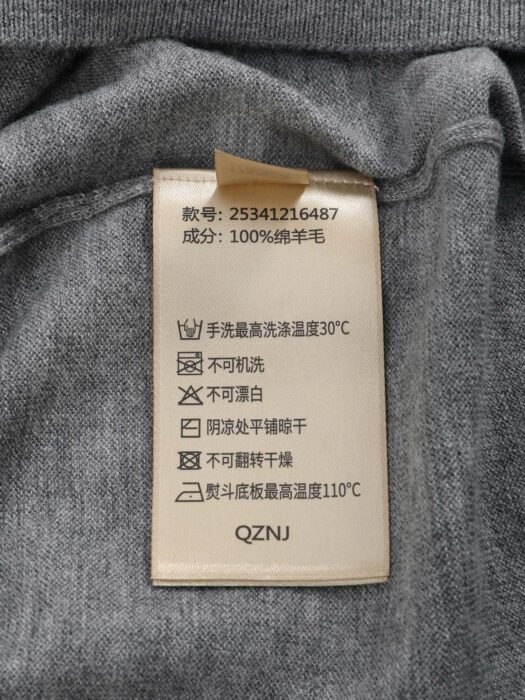 款号: 25341216487
成分: 100%绵羊毛
手洗最高洗涤温度30°C
不可机洗
不可漂白
阴凉处平铺晾干
不可翻转干燥
熨斗底板最高温度110°C
QZNJ